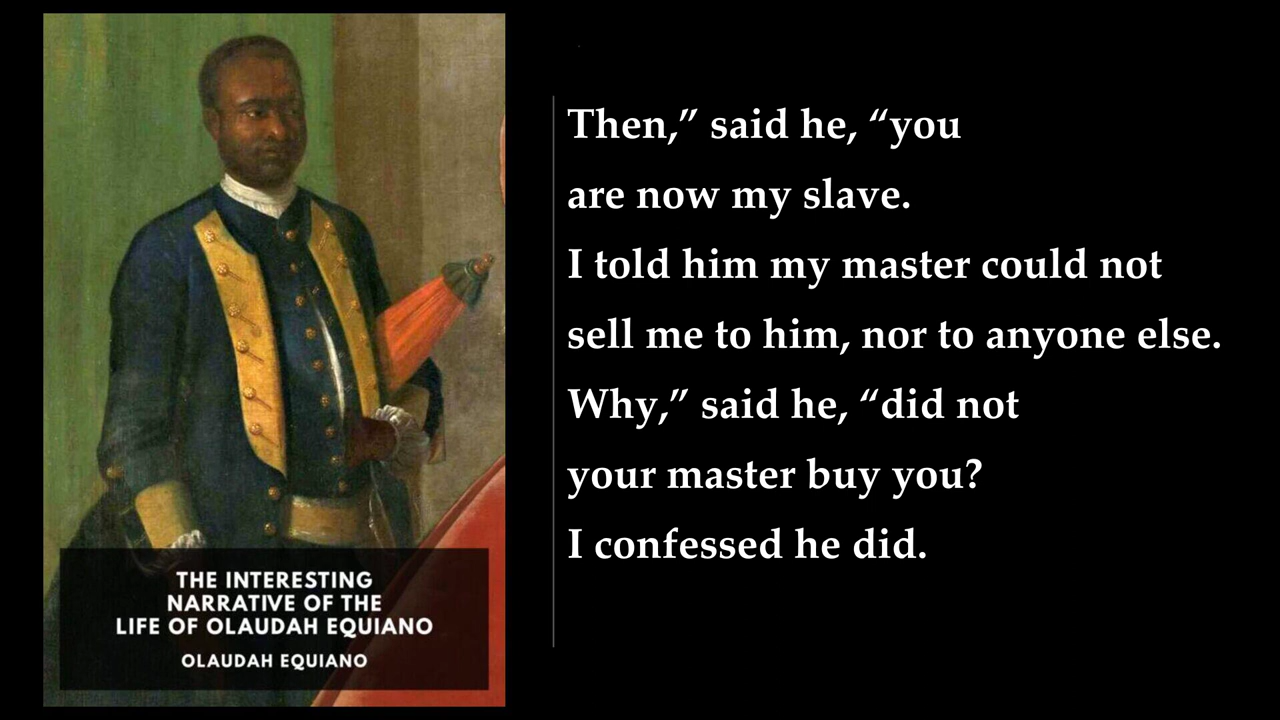 THE INTERESTING
NARRATIVE OF THE
LIFE OF OLAUDAH EQUIANO
OLAUDAH EQUIANO
Then,” said he, “you
are now my slave.
I told him my master could not
sell me to him, nor to anyone else.
Why,” said he, “did not
your master buy you?
I confessed he did.